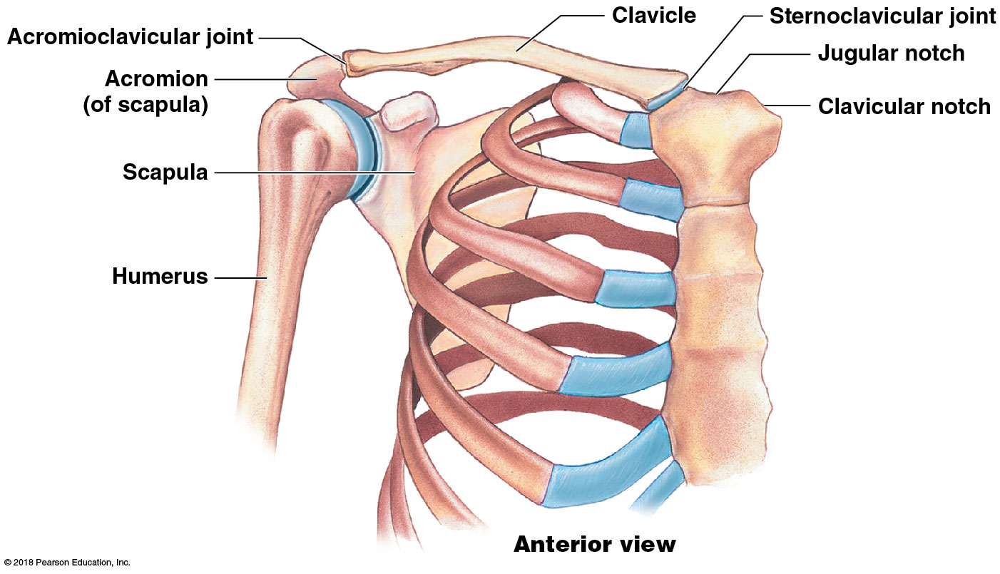 Clavicle
Sternoclavicular joint
Acromioclavicular joint
Jugular notch
Acromion
(of scapula)
Clavicular notch
Scapula
Humerus
Anterior view
© 2018 Pearson Education, Inc.